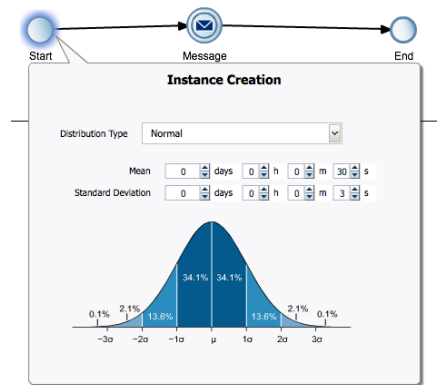 Start Message End
Instance Creation
Distribution Type Normal
Mean 0 days 0 h 0 m 30 s
Standard Deviation 0 days 0 h 0 m 3 s
34.1% 34.1%
0.1% 2.1% 13.6% 13.6% 2.1% 0.1%
−3σ −2σ −1σ μ 1σ 2σ 3σ